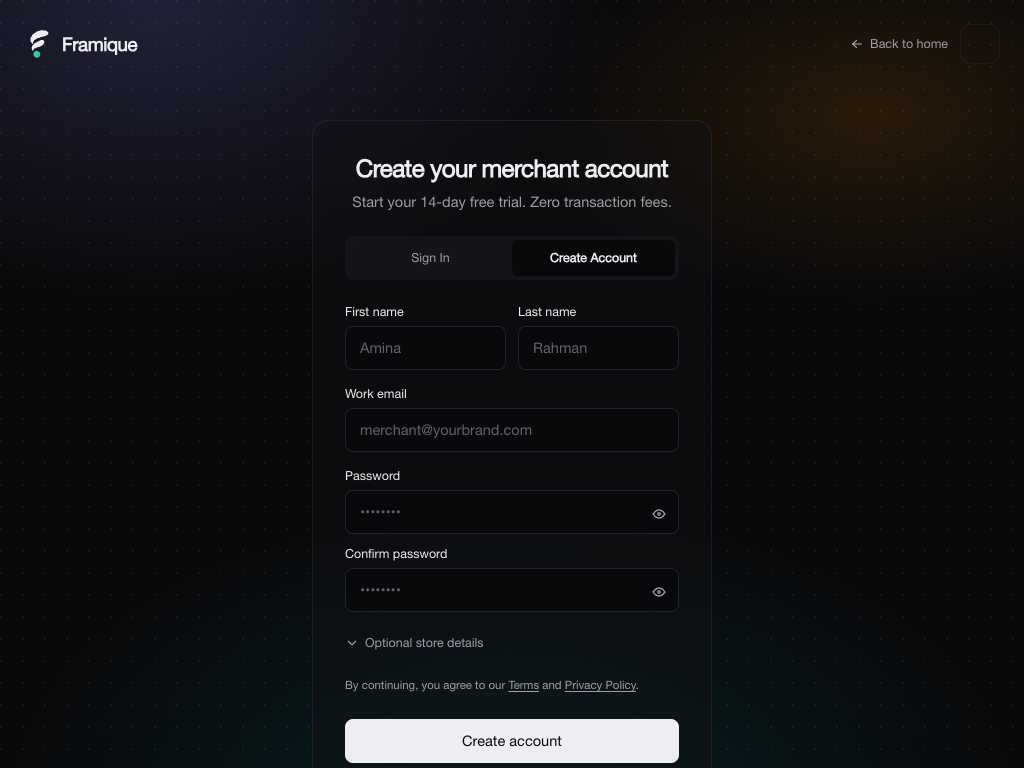 Framique
Back to home
Create your merchant account
Start your 14-day free trial. Zero transaction fees.
Sign In
Create Account
First name
Last name
Amina
Rahman
Work email
merchant@yourbrand.com
Password
••••••••
Confirm password
••••••••
Optional store details
By continuing, you agree to our Terms and Privacy Policy.
Create account